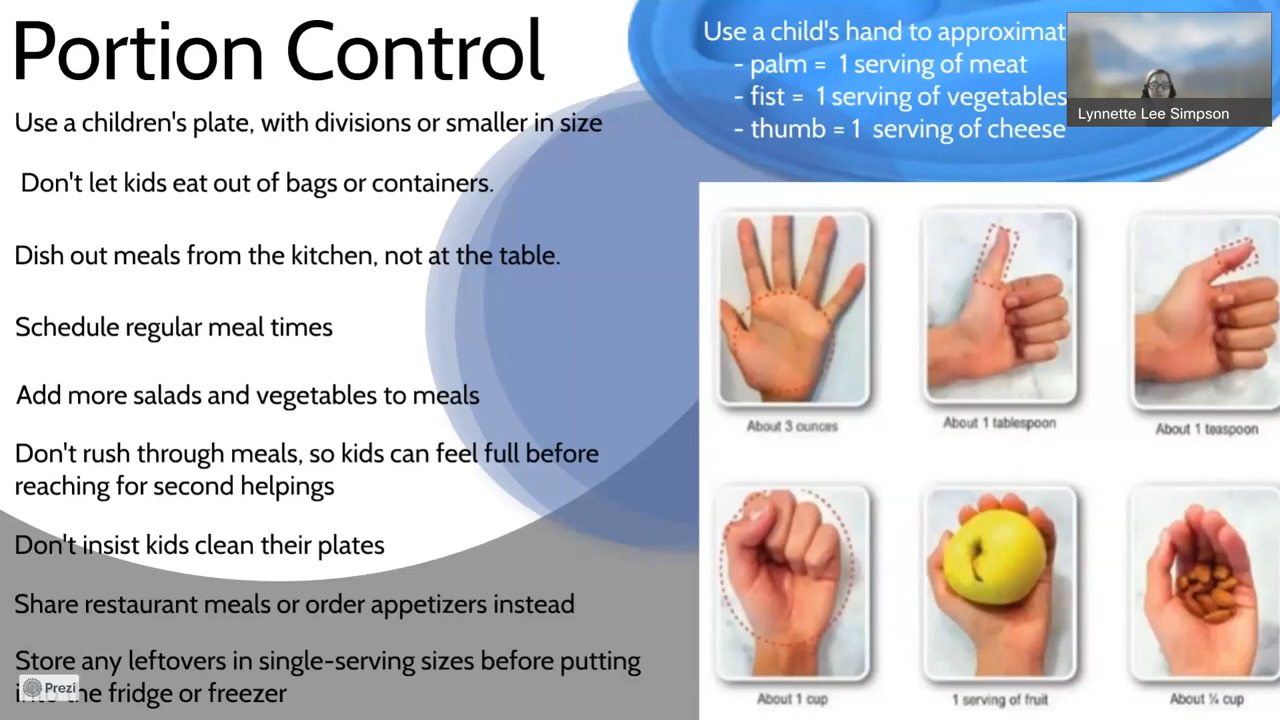 Portion Control
Use a children's plate, with divisions or smaller in size
Don't let kids eat out of bags or containers.
Dish out meals from the kitchen, not at the table.
Schedule regular meal times
Add more salads and vegetables to meals
Don't rush through meals, so kids can feel full before
reaching for second helpings
Don't insist kids clean their plates
Share restaurant meals or order appetizers instead
Store any leftovers in single-serving sizes before putting
the fridge or freezer
Prezi
Use a child's hand to approximat
- palm = 1 serving of meat
- fist = 1 serving of vegetables
- thumb = 1 serving of cheese
Lynnette Lee Simpson
About 3 ounces
About 1 tablespoon
About 1 teaspoon
About 1 cup
1 serving of fruit
About ¼ cup